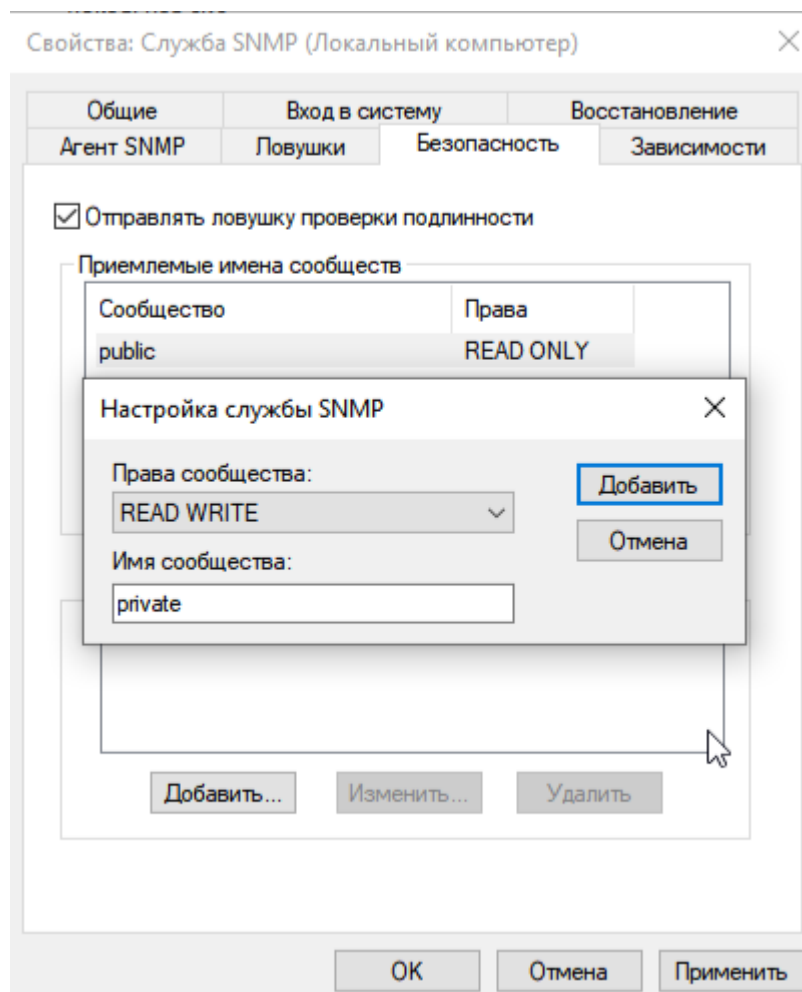 Свойства: Служба SNMP (Локальный компьютер)
Общие Вход в систему Восстановление
Агент SNMP Ловушки Безопасность Зависимости
Отправлять ловушку проверки подлинности
Приемлемые имена сообществ
Сообщество Права
public READ ONLY
Настройка службы SNMP
Права сообщества:
Добавить
READ WRITE
Отмена
Имя сообщества:
private
Добавить... Изменить... Удалить
OK Отмена Применить